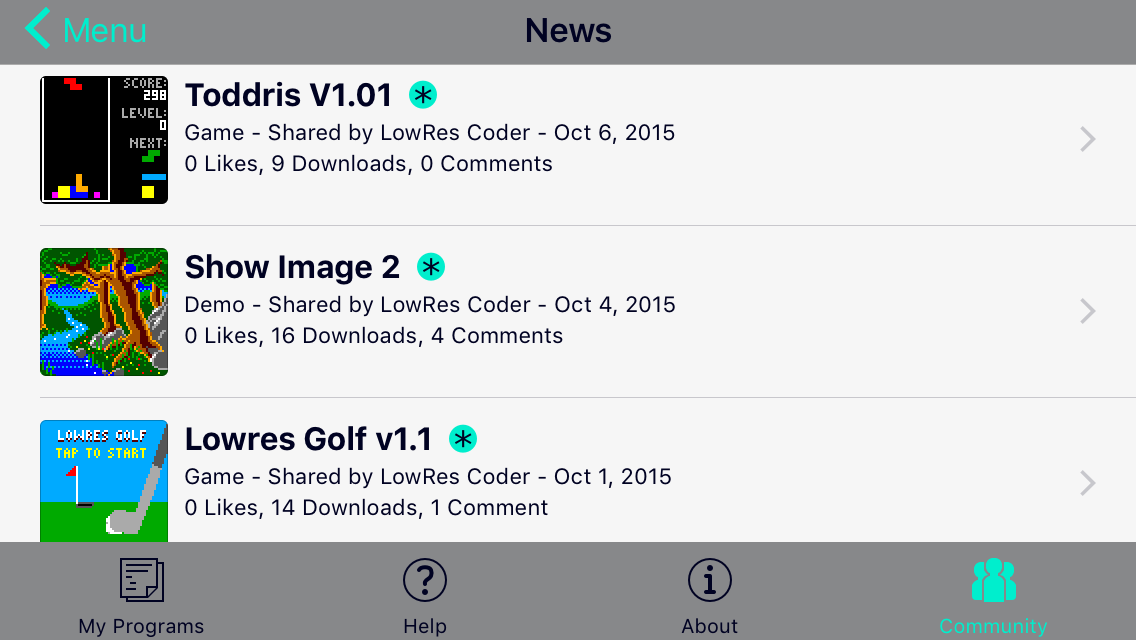 Menu
News
SCORE:
298
LEVEL:
0
NEXT:
Toddris V1.01
Game - Shared by LowRes Coder - Oct 6, 2015
0 Likes, 9 Downloads, 0 Comments
Show Image 2
Demo - Shared by LowRes Coder - Oct 4, 2015
0 Likes, 16 Downloads, 4 Comments
LOWRES GOLF
TAP TO START
Lowres Golf v1.1
Game - Shared by LowRes Coder - Oct 1, 2015
0 Likes, 14 Downloads, 1 Comment
My Programs
Help
About
Community